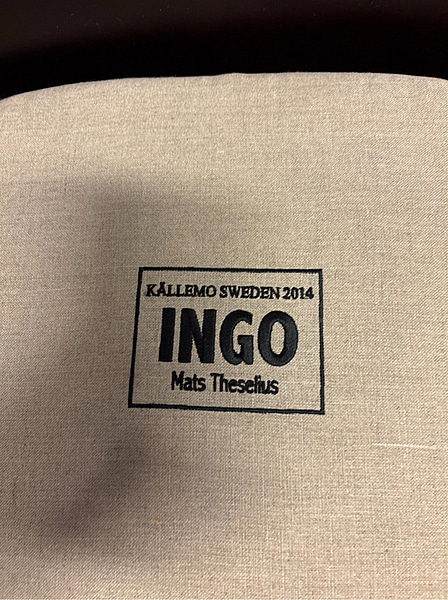 KÄLLEMO SWEDEN 2014
INGO
Mats Theselius